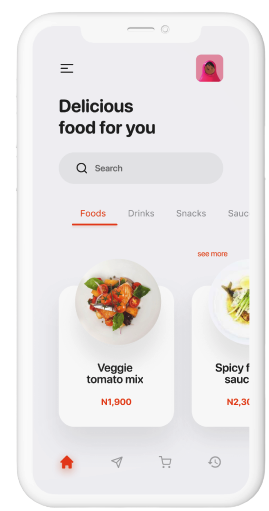 Delicious
food for you
Search
Foods Drinks Snacks Sauc
see more
Veggie
tomato mix
N1,900
Spicy f
sauc
N2,30